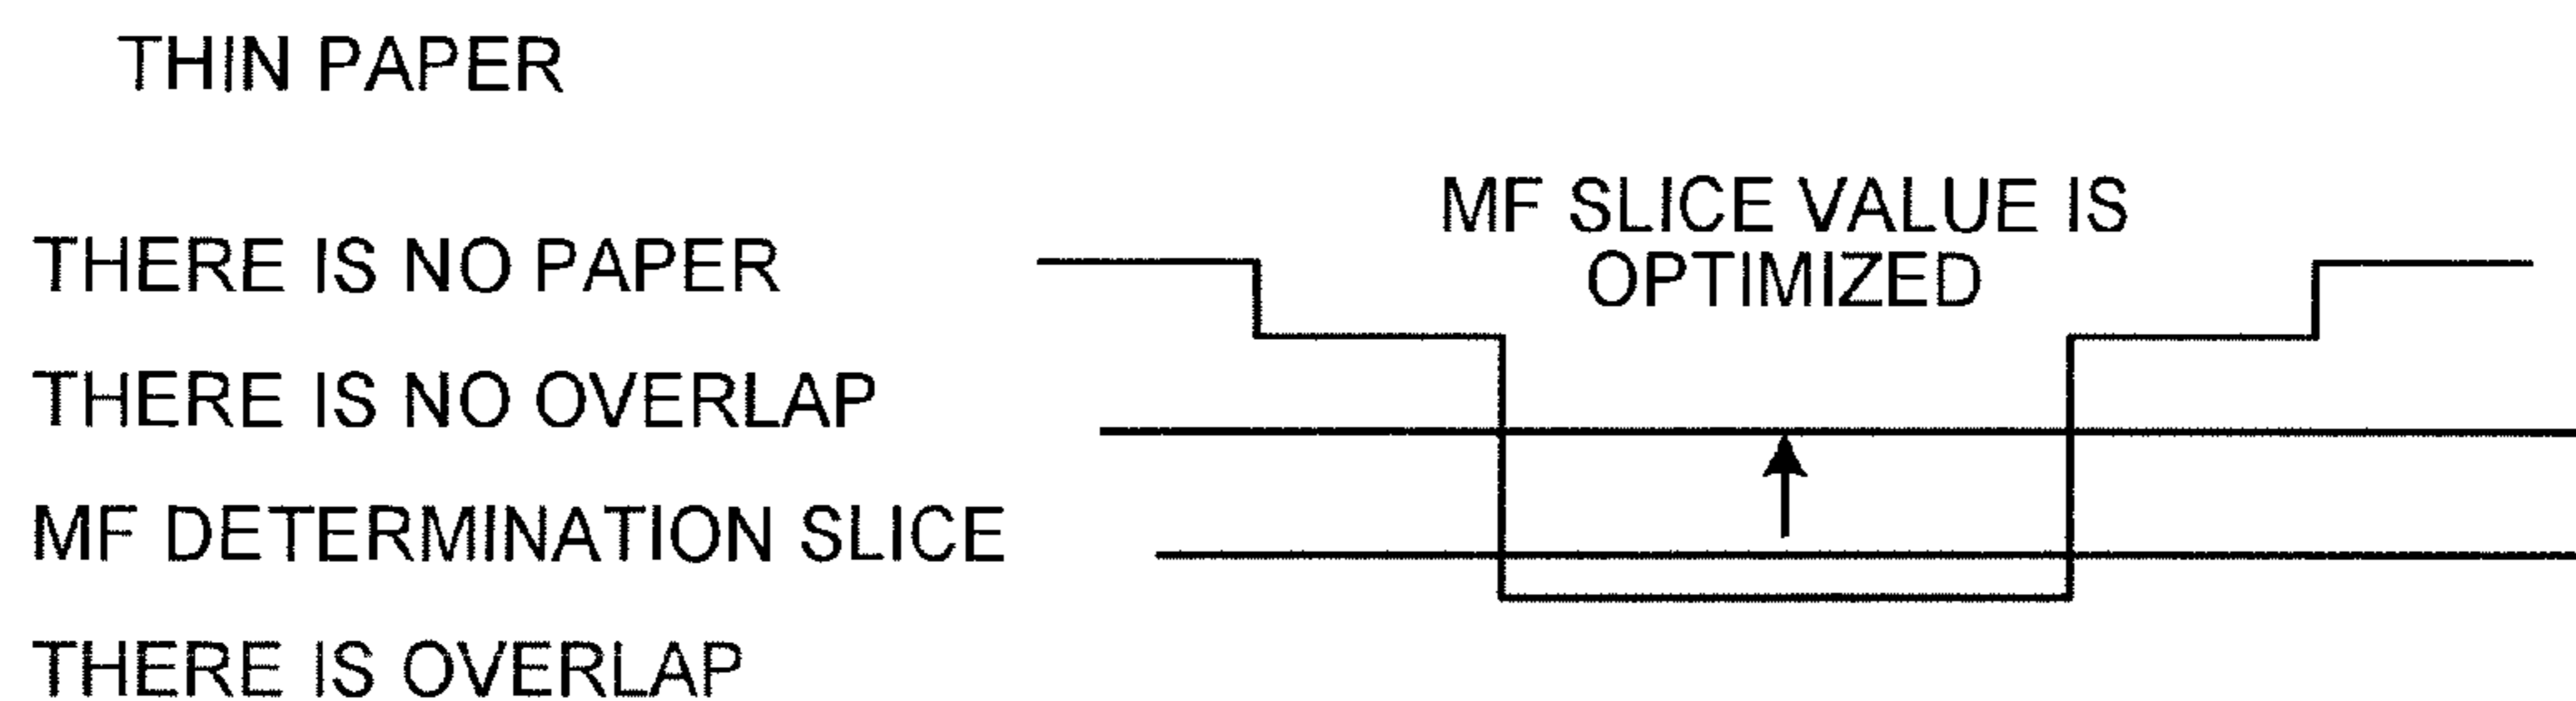 THIN PAPER
MF SLICE VALUE IS
OPTIMIZED
THERE IS NO PAPER
THERE IS NO OVERLAP
MF DETERMINATION SLICE
THERE IS OVERLAP